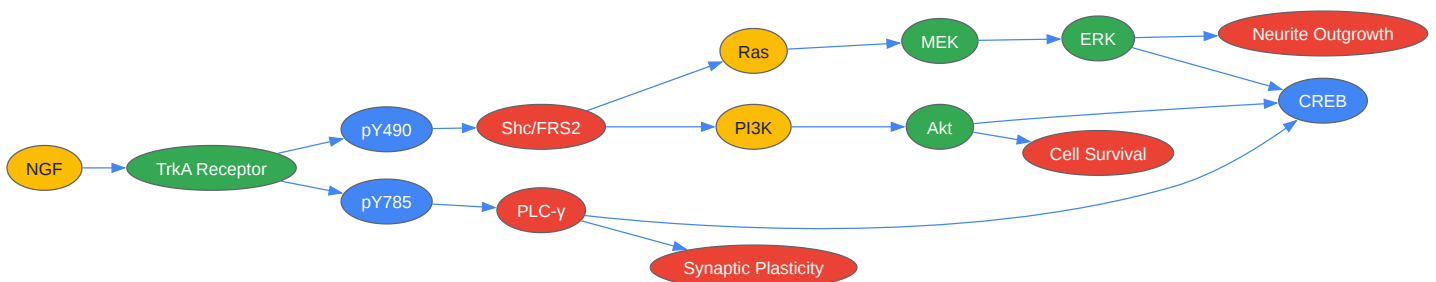 NGF
TrkA Receptor
pY490
pY785
Shc/FRS2
PLC-γ
Ras
PI3K
Synaptic Plasticity
MEK
Akt
ERK
Cell Survival
Neurite Outgrowth
CREB